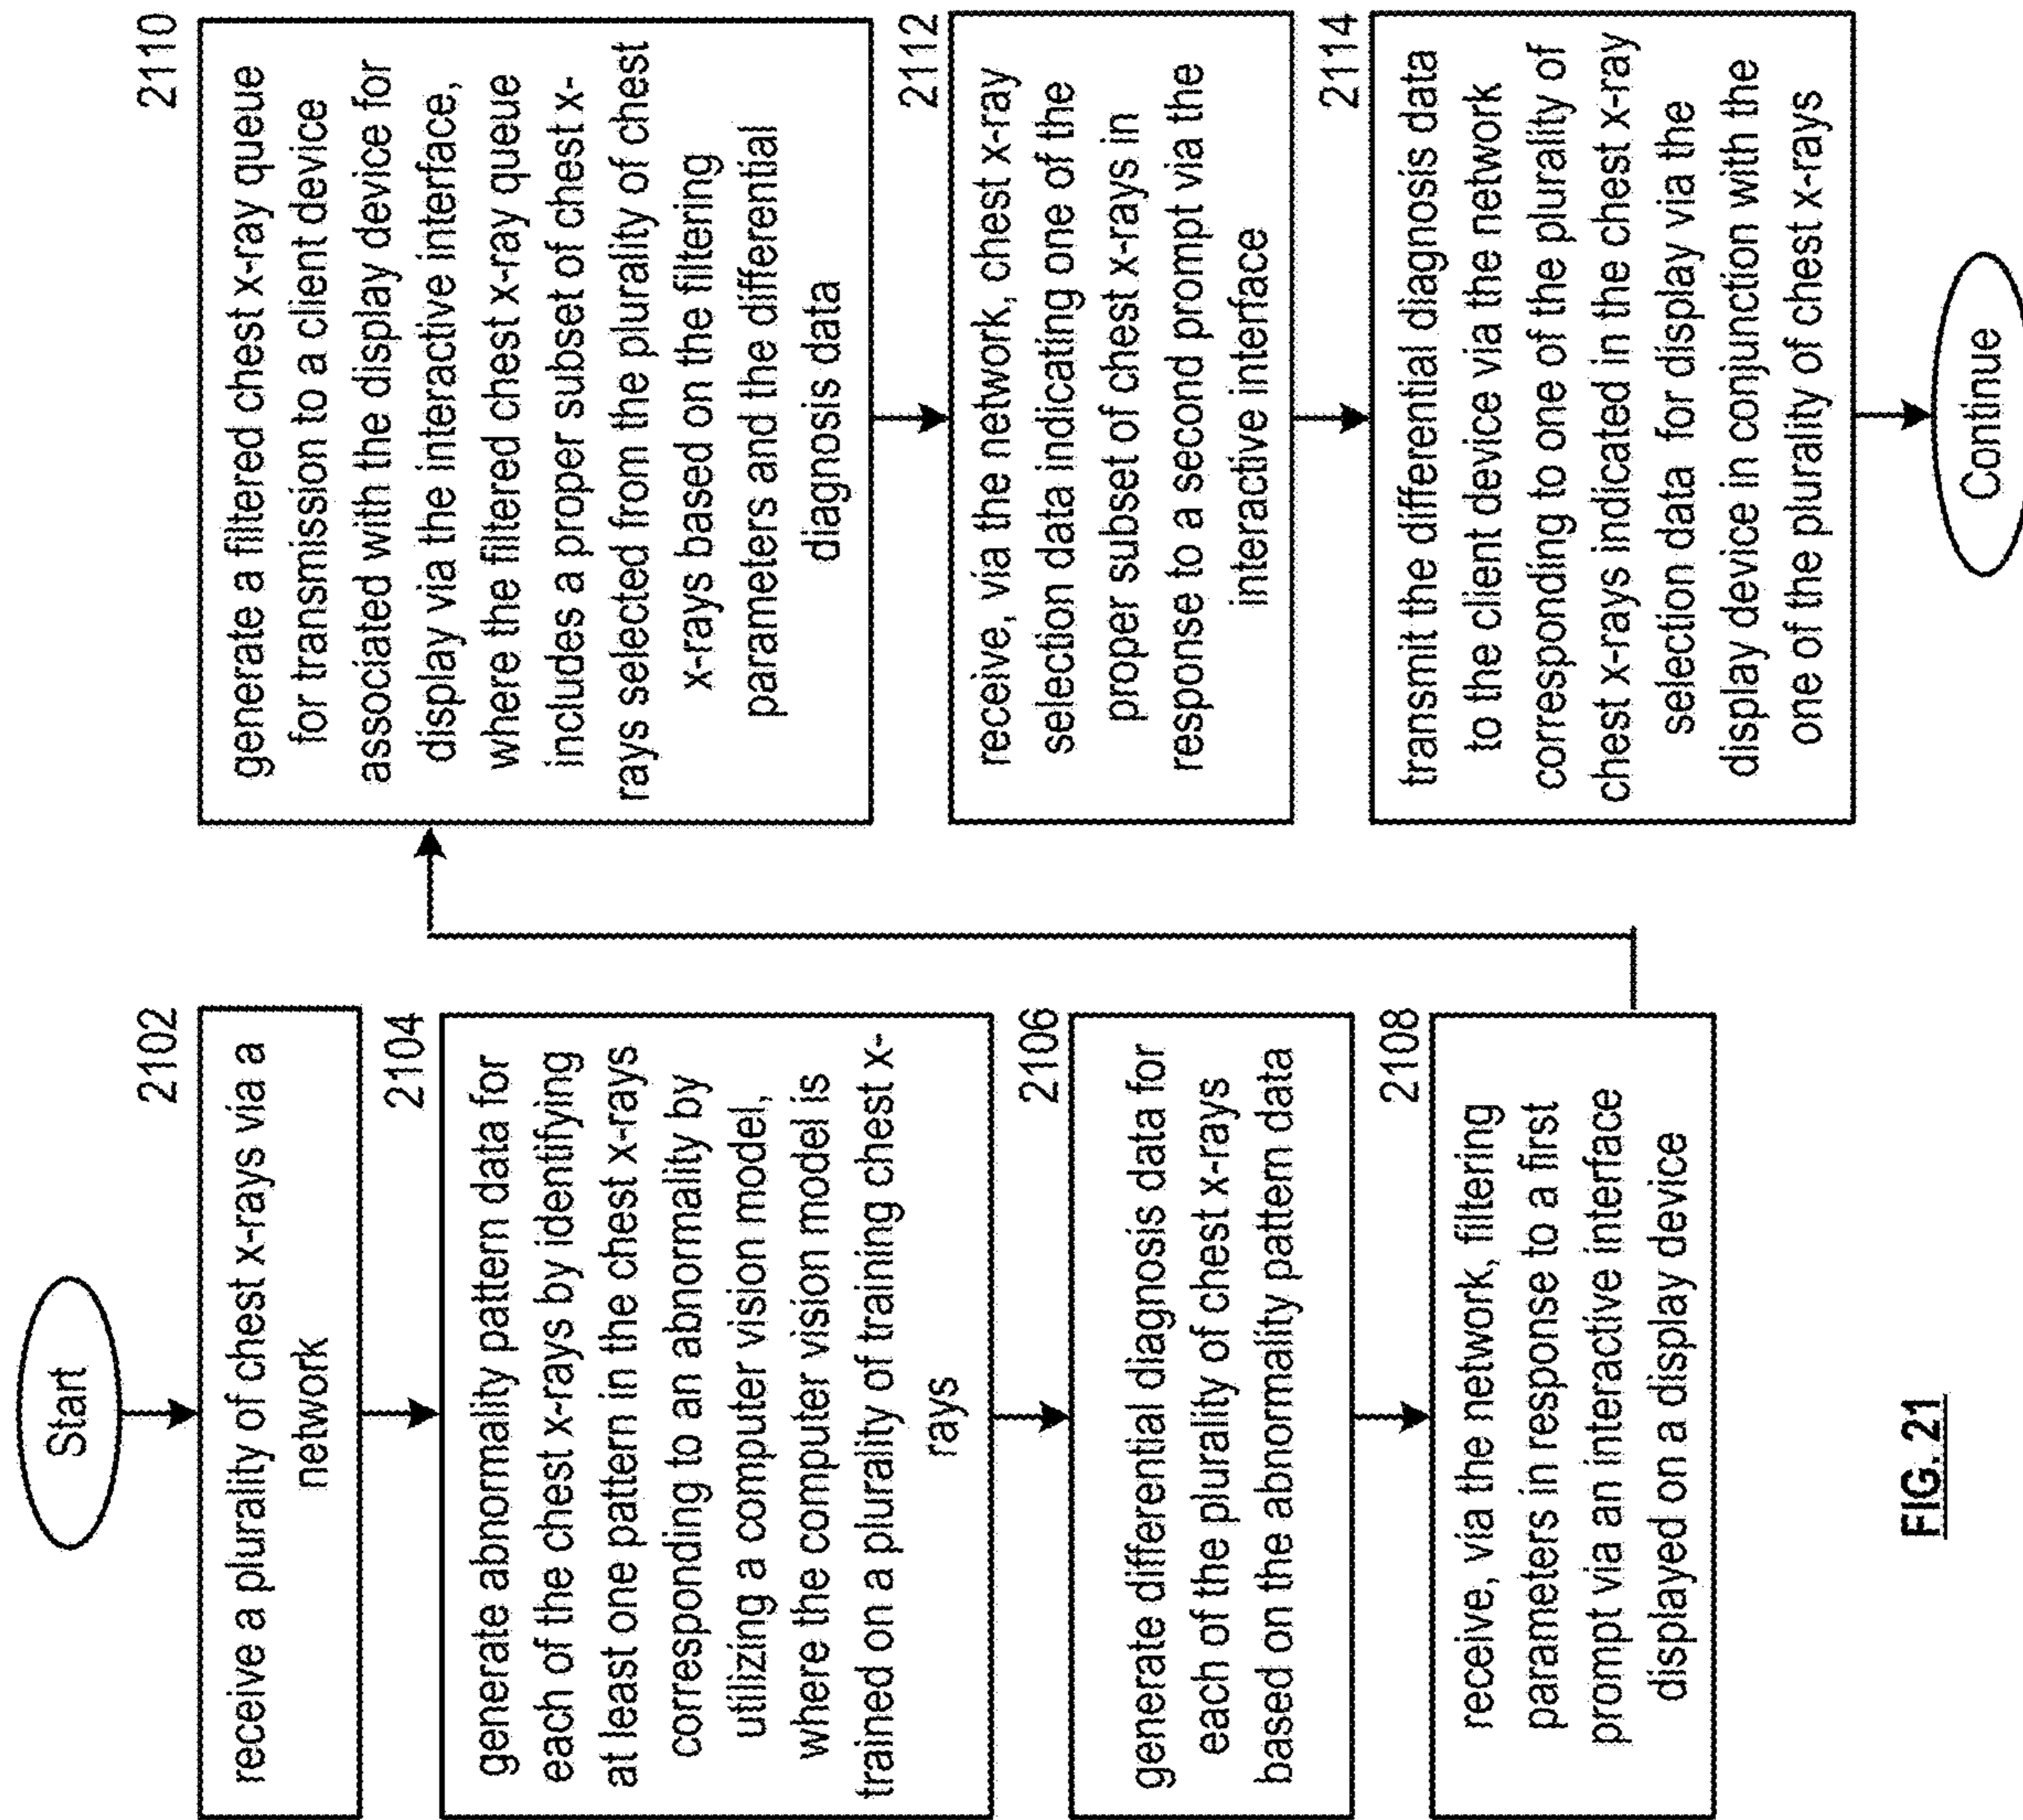 Start
2102
receive a plurality of chest x-rays via a
network
2104
generate abnormality pattern data for
each of the chest x-rays by identifying
at least one pattern in the chest x-rays
corresponding to an abnormality by
utilizing a computer vision model,
where the computer vision model is
trained on a plurality of training chest x-
rays
2106
generate differential diagnosis data for
each of the plurality of chest x-rays
based on the abnormality pattern data
2108
receive, via the network, filtering
parameters in response to a first
prompt via an interactive interface
displayed on a display device
2110
generate a filtered chest x-ray queue
for transmission to a client device
associated with the display device for
display via the interactive interface,
where the filtered chest x-ray queue
includes a proper subset of chest x-
rays selected from the plurality of chest
x-rays based on the filtering
parameters and the differential
diagnosis data
2112
receive, via the network, chest x-ray
selection data indicating one of the
proper subset of chest x-rays in
response to a second prompt via the
interactive interface
2114
transmit the differential diagnosis data
to the client device via the network
corresponding to one of the plurality of
chest x-rays indicated in the chest x-ray
selection data for display via the
display device in conjunction with the
one of the plurality of chest x-rays
Continue
FIG. 21